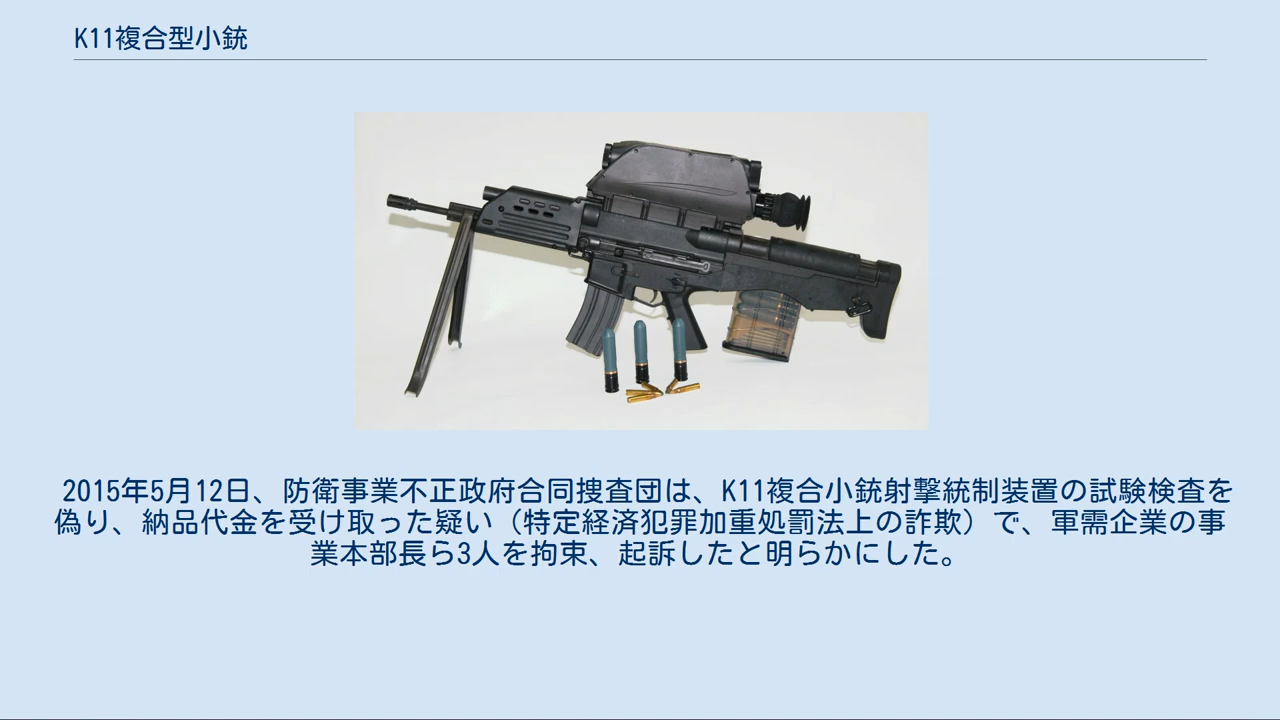 K11複合型小銃
2015年5月12日、防衛事業不正政府合同捜査団は、K11複合小銃射撃統制装置の試験検査を
偽り、納品代金を受け取った疑い（特定経済犯罪加重処罰法上の詐欺）で、軍需企業の事
業本部長ら3人を拘束、起訴したと明らかにした。